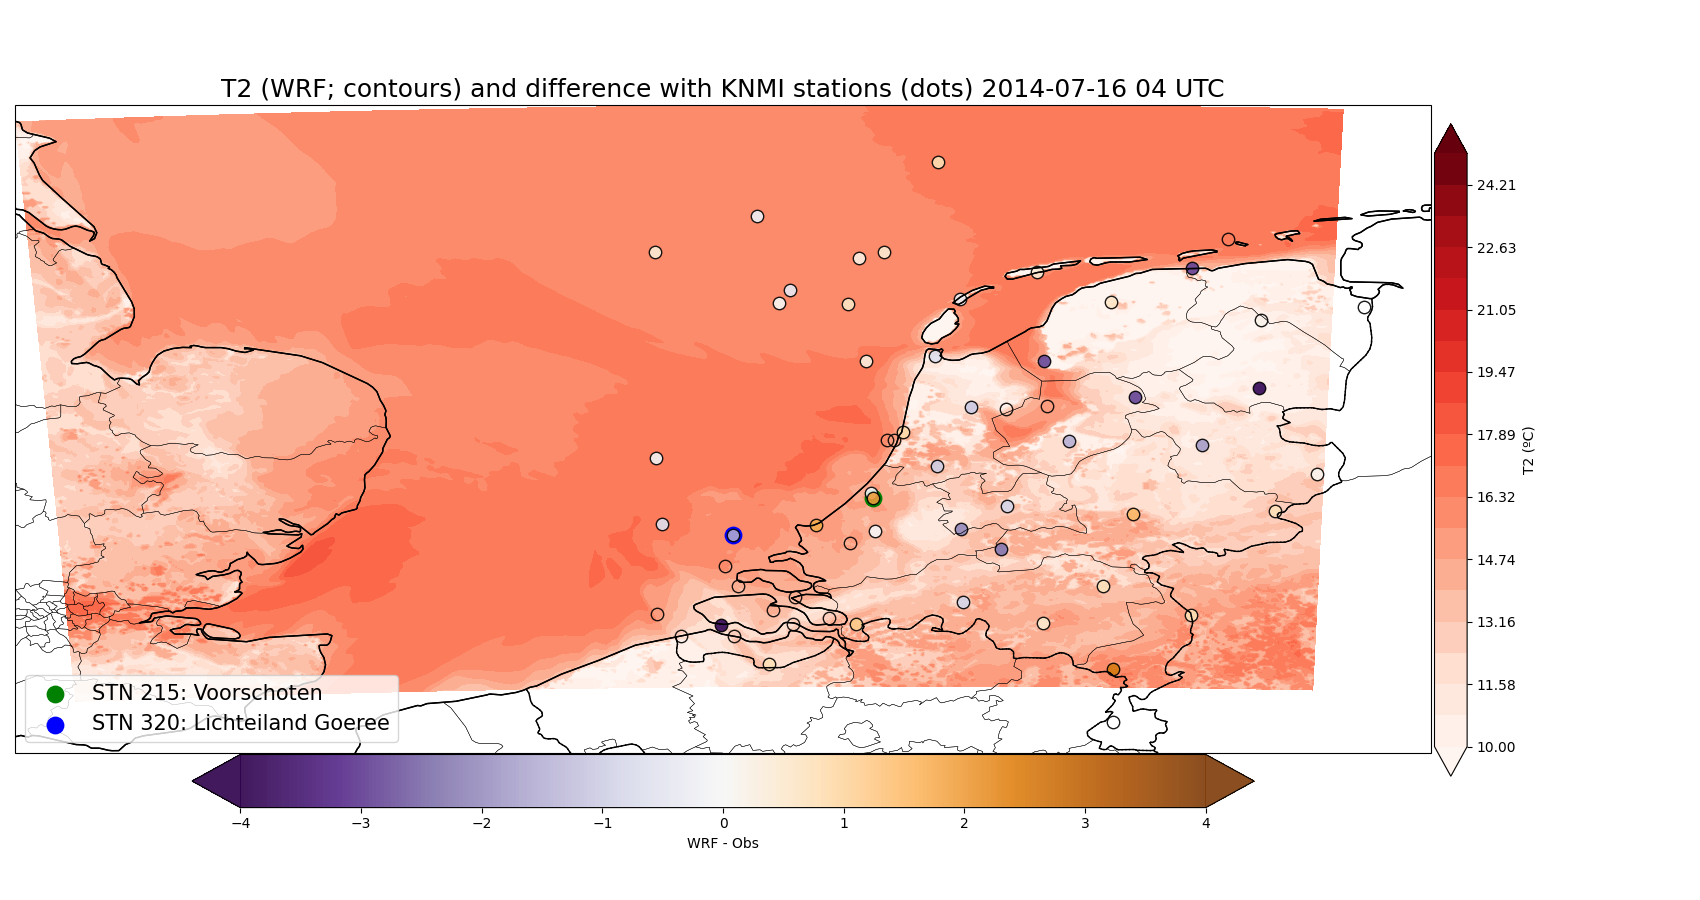 T2 (WRF; contours) and difference with KNMI stations (dots) 2014-07-16 04 UTC
24.21
22.63
21.05
19.47
17.89
16.32
14.74
13.16
11.58
10.00
T2 (ºC)
STN 215: Voorschoten
STN 320: Lichteiland Goeree
−4 −3 −2 −1 0 1 2 3 4
WRF - Obs